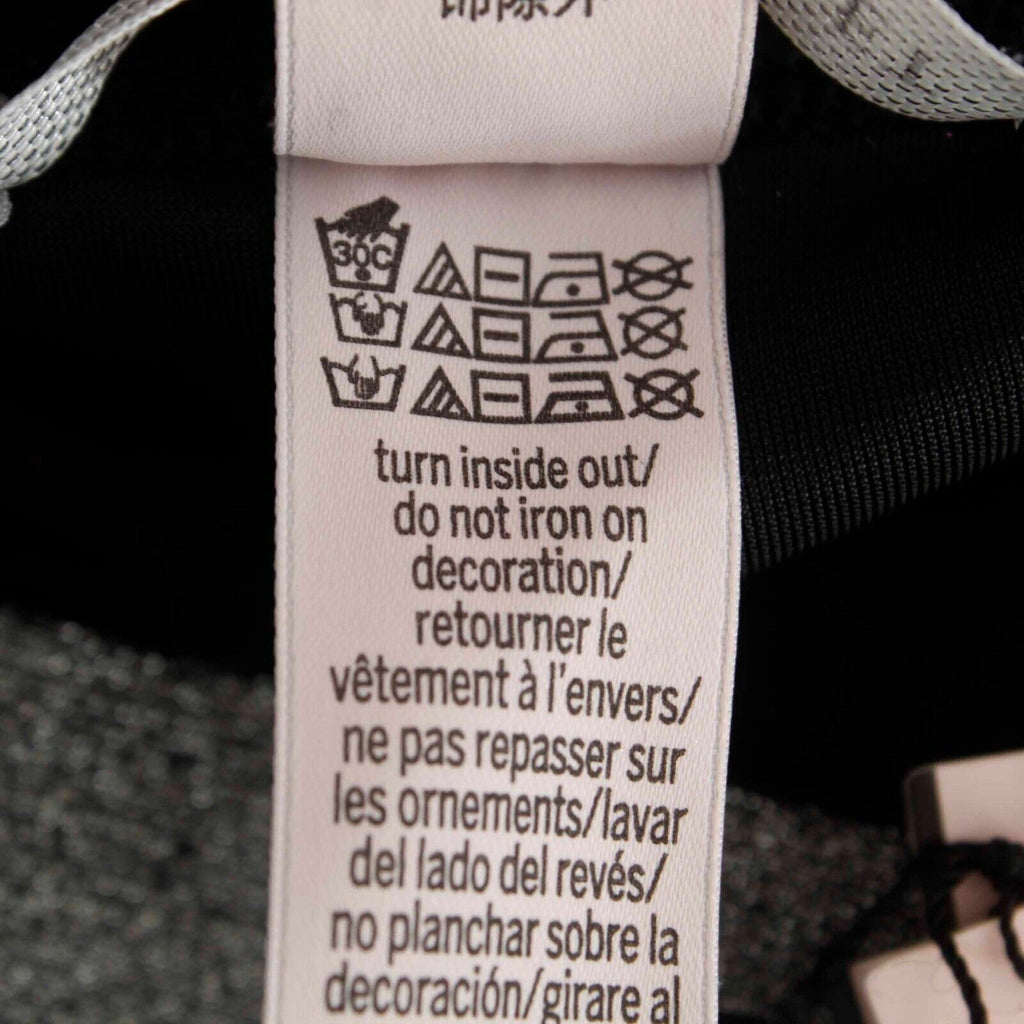 30C
turn inside out/
do not iron on
decoration/
retourner le
vêtement à l'envers/
ne pas repasser sur
les ornements/lavar
del lado del revés/
no planchar sobre la
decoración/girare al